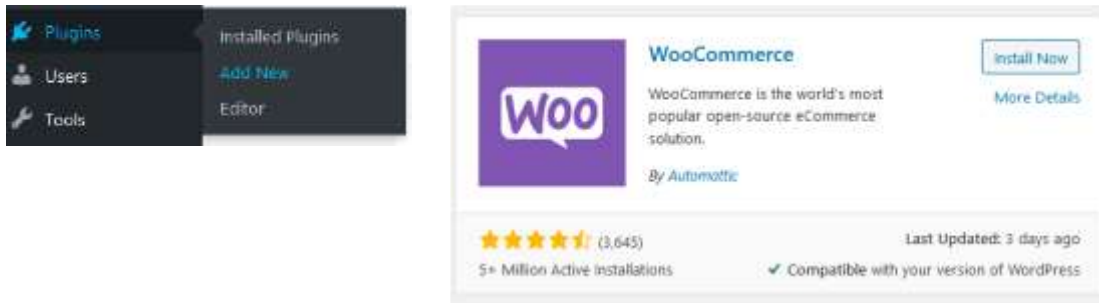 Plugins
Users
Tools
Installed Plugins
Add New
Editor
Woo
WooCommerce
Install Now
More Details
WooCommerce is the world's most
popular open-source eCommerce
solution.
By Automattic
(3,645)
Last Updated: 3 days ago
5+ Million Active Installations
✔ Compatible with your version of WordPress